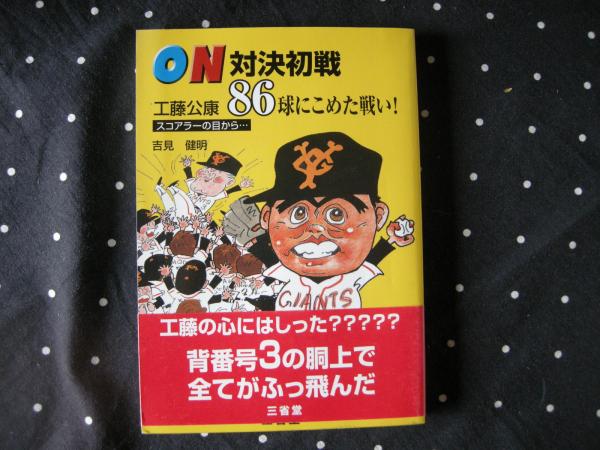 ON対決初戦
工藤公康 86球にこめた戦い!
スコアラーの目から…
吉見 健明
YG
YG
GIANTS
工藤の心にはしった?????
背番号3の胴上で
全てがふっ飛んだ
三省堂